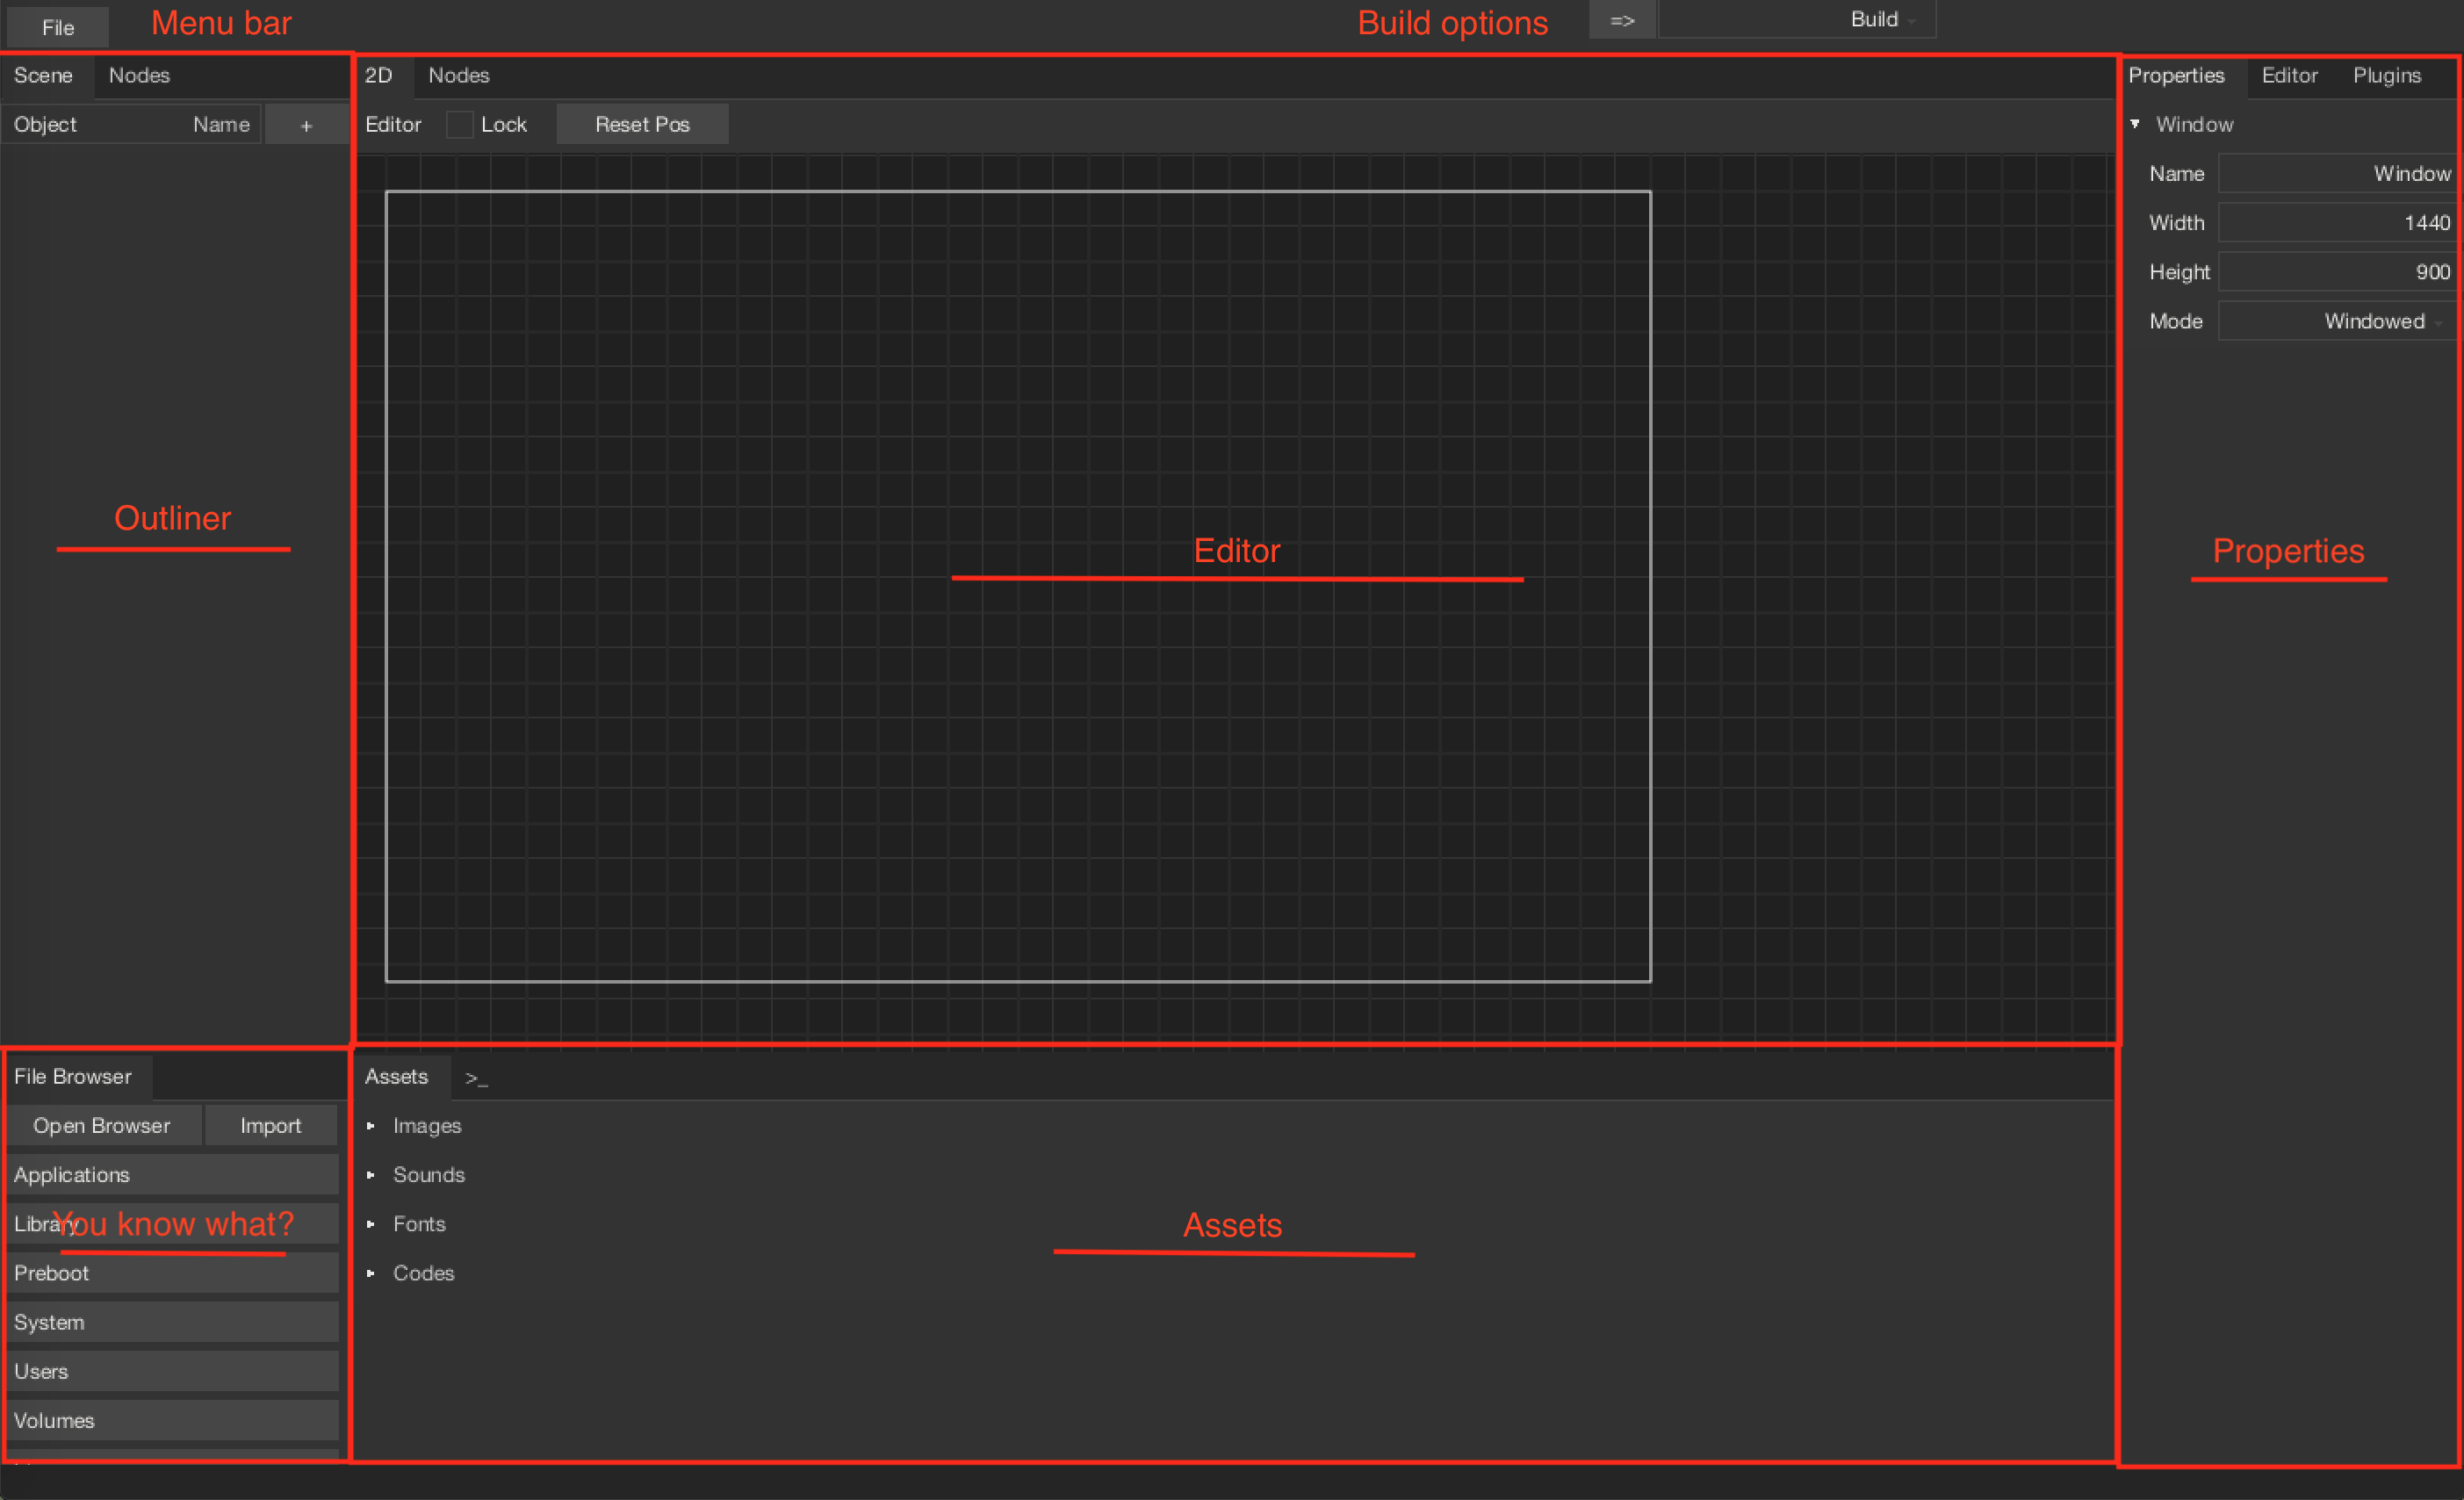 File
Menu bar
Build options
=>
Build
Scene
Nodes
2D
Nodes
Properties
Editor
Plugins
Object
Name
+
Editor
Lock
Reset Pos
Window
Name
Window
Width
1440
Height
900
Mode
Windowed
Outliner
Editor
Properties
File Browser
Assets
>_
Open Browser
Import
Images
Applications
Sounds
Library
You know what?
Fonts
Assets
Preboot
Codes
System
Users
Volumes